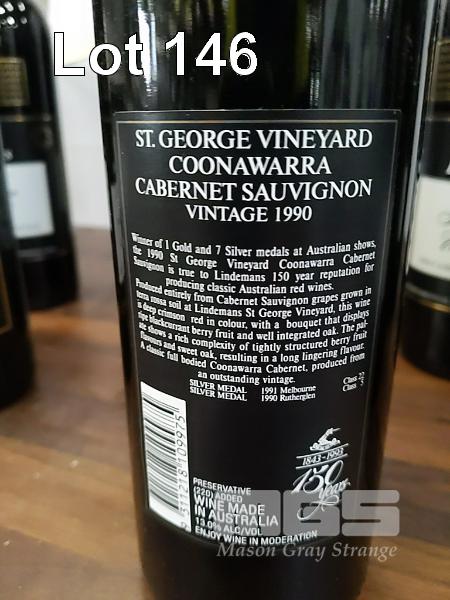 Lot 146
ST. GEORGE VINEYARD
COONAWARRA
CABERNET SAUVIGNON
VINTAGE 1990
Winner of 1 Gold and 7 Silver medals at Australian shows,
the 1990 St George Vineyard Coonawarra Cabernet
Sauvignon is true to Lindemans 150 year reputation for
producing classic Australian red wines.
Produced entirely from Cabernet Sauvignon grapes grown in
terra rossa soil at Lindemans St George Vineyard, this wine
is deep crimson red in colour, with a bouquet that displays
ripe blackcurrant berry fruit and well integrated oak. The pal-
ate shows a rich complexity of tightly structured berry fruit
flavours and sweet oak, resulting in a long lingering flavour.
A classic full bodied Coonawarra Cabernet, produced from
an outstanding vintage.
SILVER MEDAL 1991 Melbourne Class 22
SILVER MEDAL 1990 Rutherglen Class
1843-1993
150
Years
PRESERVATIVE
(220) ADDED
WINE MADE
IN AUSTRALIA
13.0% ALC/VOL
ENJOY WINE IN MODERATION
9 311218 109975
Mason Gray Strange